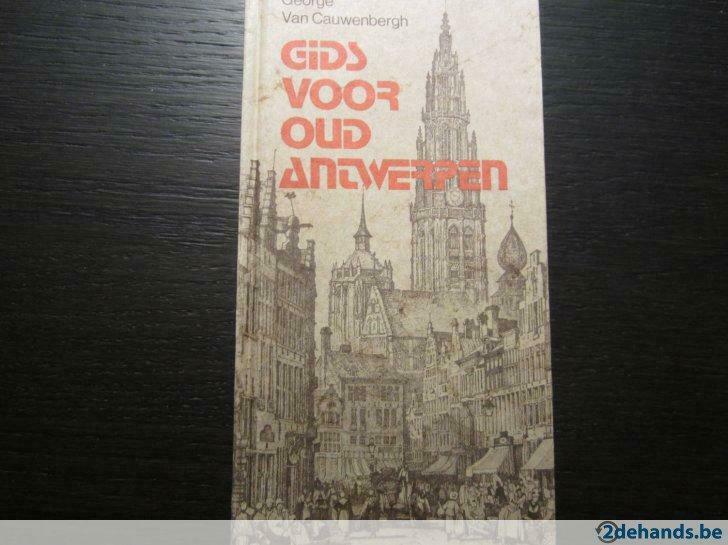 George
Van Cauwenbergh
GIDS
VOOR
OUD
ANTWERPEN
2dehands.be